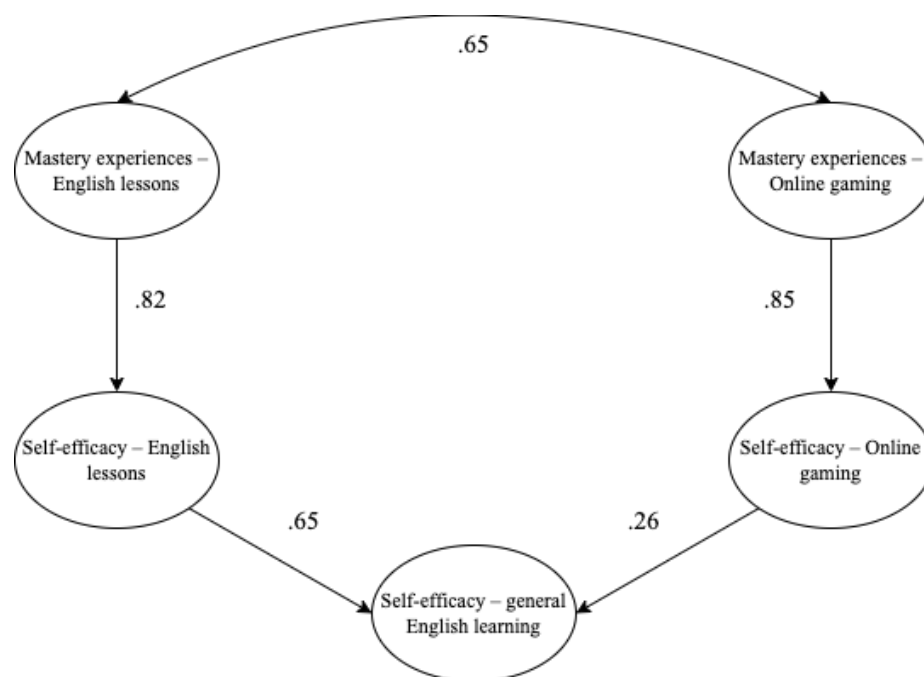 .65
Mastery experiences –
English lessons
Mastery experiences –
Online gaming
.82
.85
Self-efficacy – English
lessons
Self-efficacy – Online
gaming
.65
.26
Self-efficacy – general
English learning